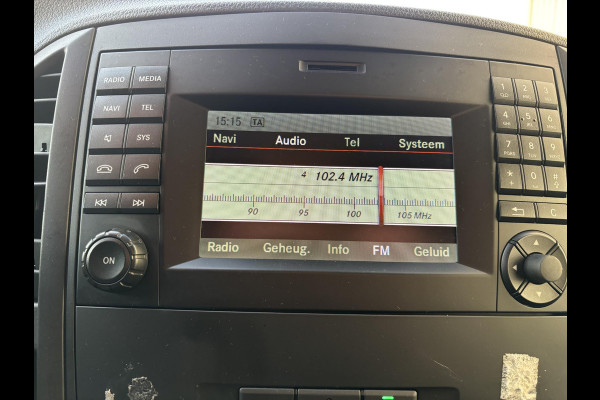 RADIO MEDIA
NAVI TEL
SYS
ON
15:15 TA
Navi Audio Tel Systeem
4 102.4 MHz
90 95 100 105 MHz
Radio Geheug. Info FM Geluid
1 2 3
4 5 6
7 8 9
* 0 #
C